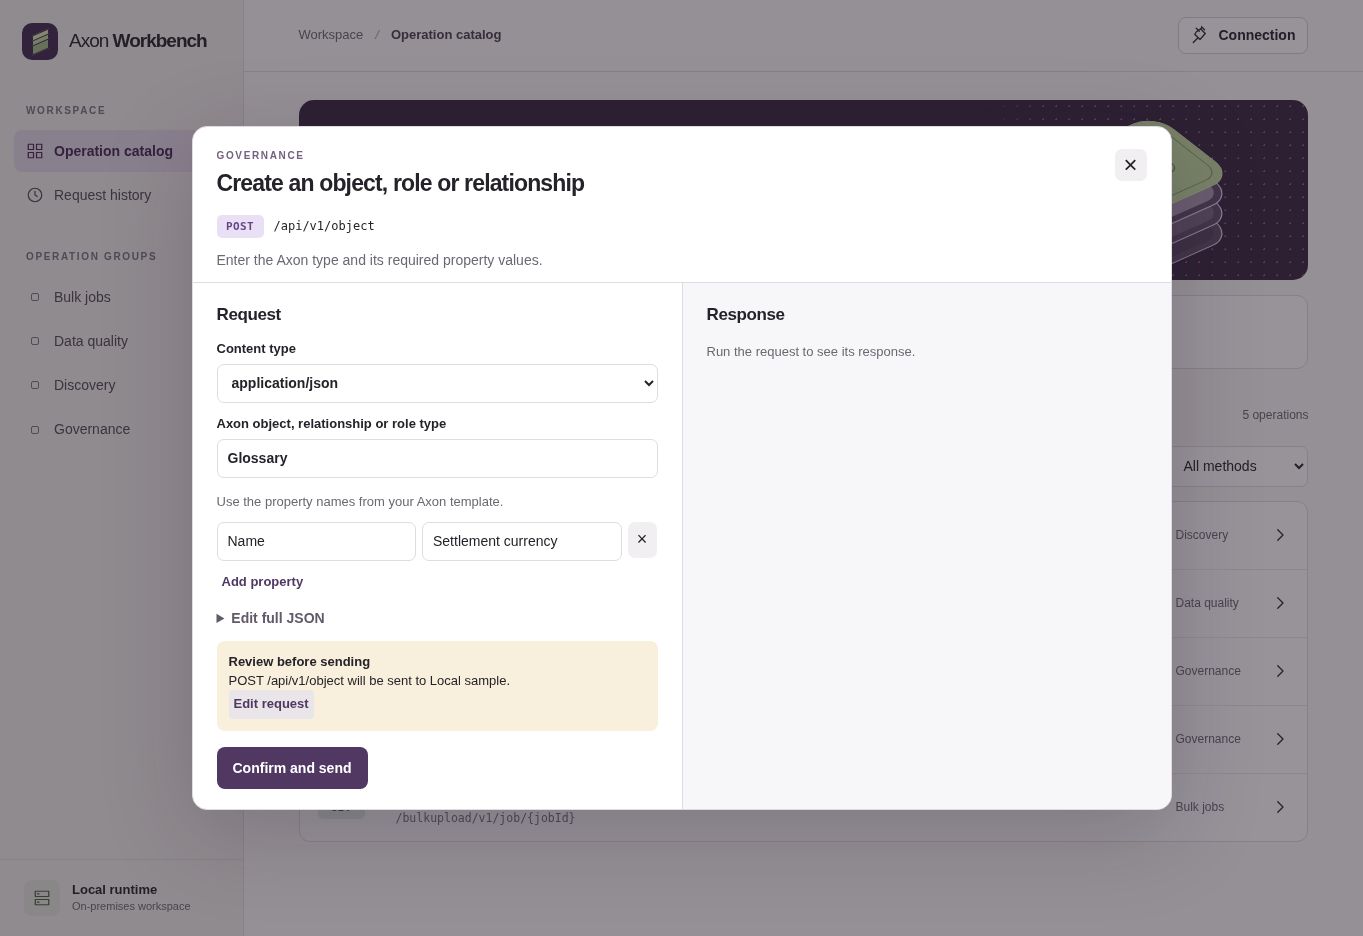 Axon Workbench
Workspace / Operation catalog
Connection
WORKSPACE
Operation catalog
Request history
OPERATION GROUPS
Bulk jobs
Data quality
Discovery
Governance
Local runtime
On-premises workspace
GOVERNANCE
Create an object, role or relationship
POST /api/v1/object
Enter the Axon type and its required property values.
Request
Content type
application/json
Axon object, relationship or role type
Glossary
Use the property names from your Axon template.
Name
Settlement currency
Add property
Edit full JSON
Review before sending
POST /api/v1/object will be sent to Local sample.
Edit request
Confirm and send
Response
Run the request to see its response.
5 operations
All methods
Discovery
Data quality
Governance
Governance
Bulk jobs
/bulkupload/v1/job/{jobId}